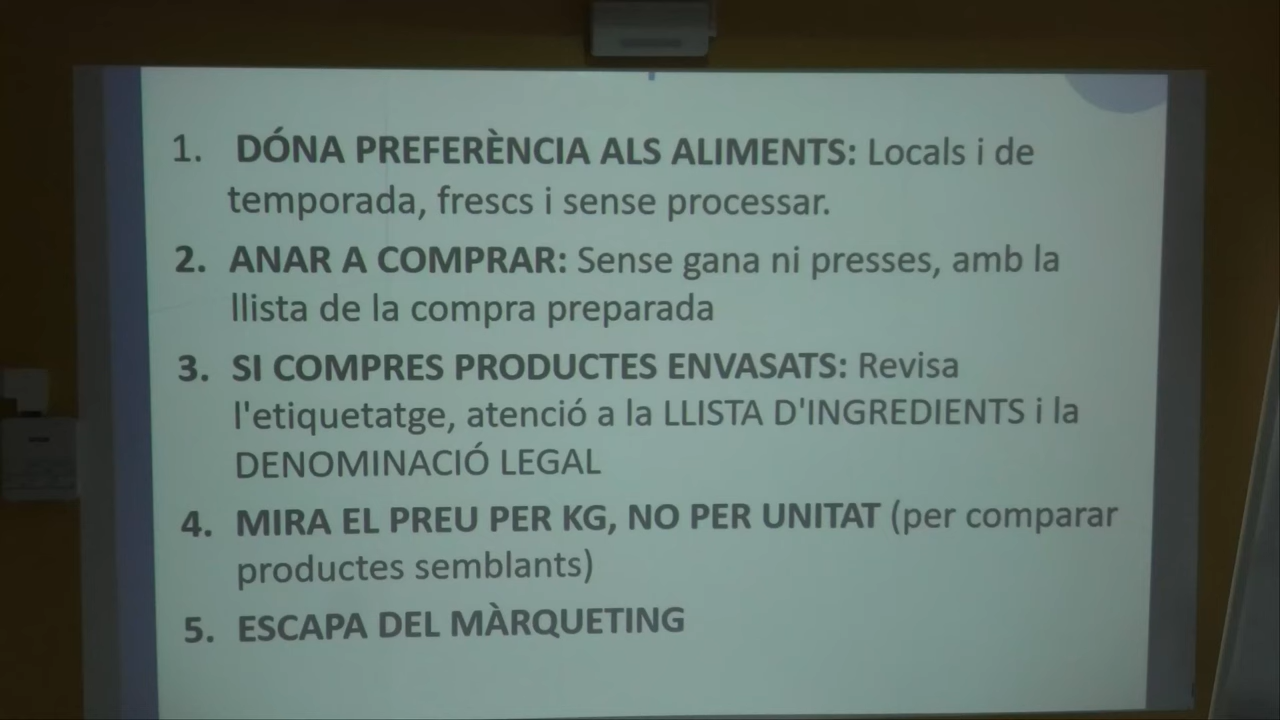 1. DÓNA PREFERÈNCIA ALS ALIMENTS: Locals i de
temporada, frescs i sense processar.
2. ANAR A COMPRAR: Sense gana ni presses, amb la
llista de la compra preparada
3. SI COMPRES PRODUCTES ENVASATS: Revisa
l'etiquetatge, atenció a la LLISTA D'INGREDIENTS i la
DENOMINACIÓ LEGAL
4. MIRA EL PREU PER KG, NO PER UNITAT (per comparar
productes semblants)
5. ESCAPA DEL MÀRQUETING